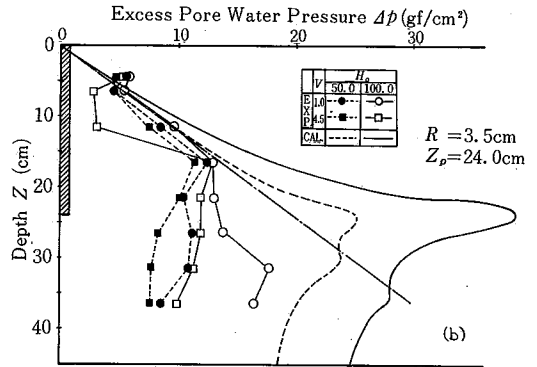 Excess Pore Water Pressure Δp (gf/cm²)
0 10 20 30
0
10
20
30
40
Depth Z (cm)
V H₀
50.0 100.0
EXP. 1.0
4.5
CAL.
R = 3.5cm
Zₚ = 24.0cm
(b)